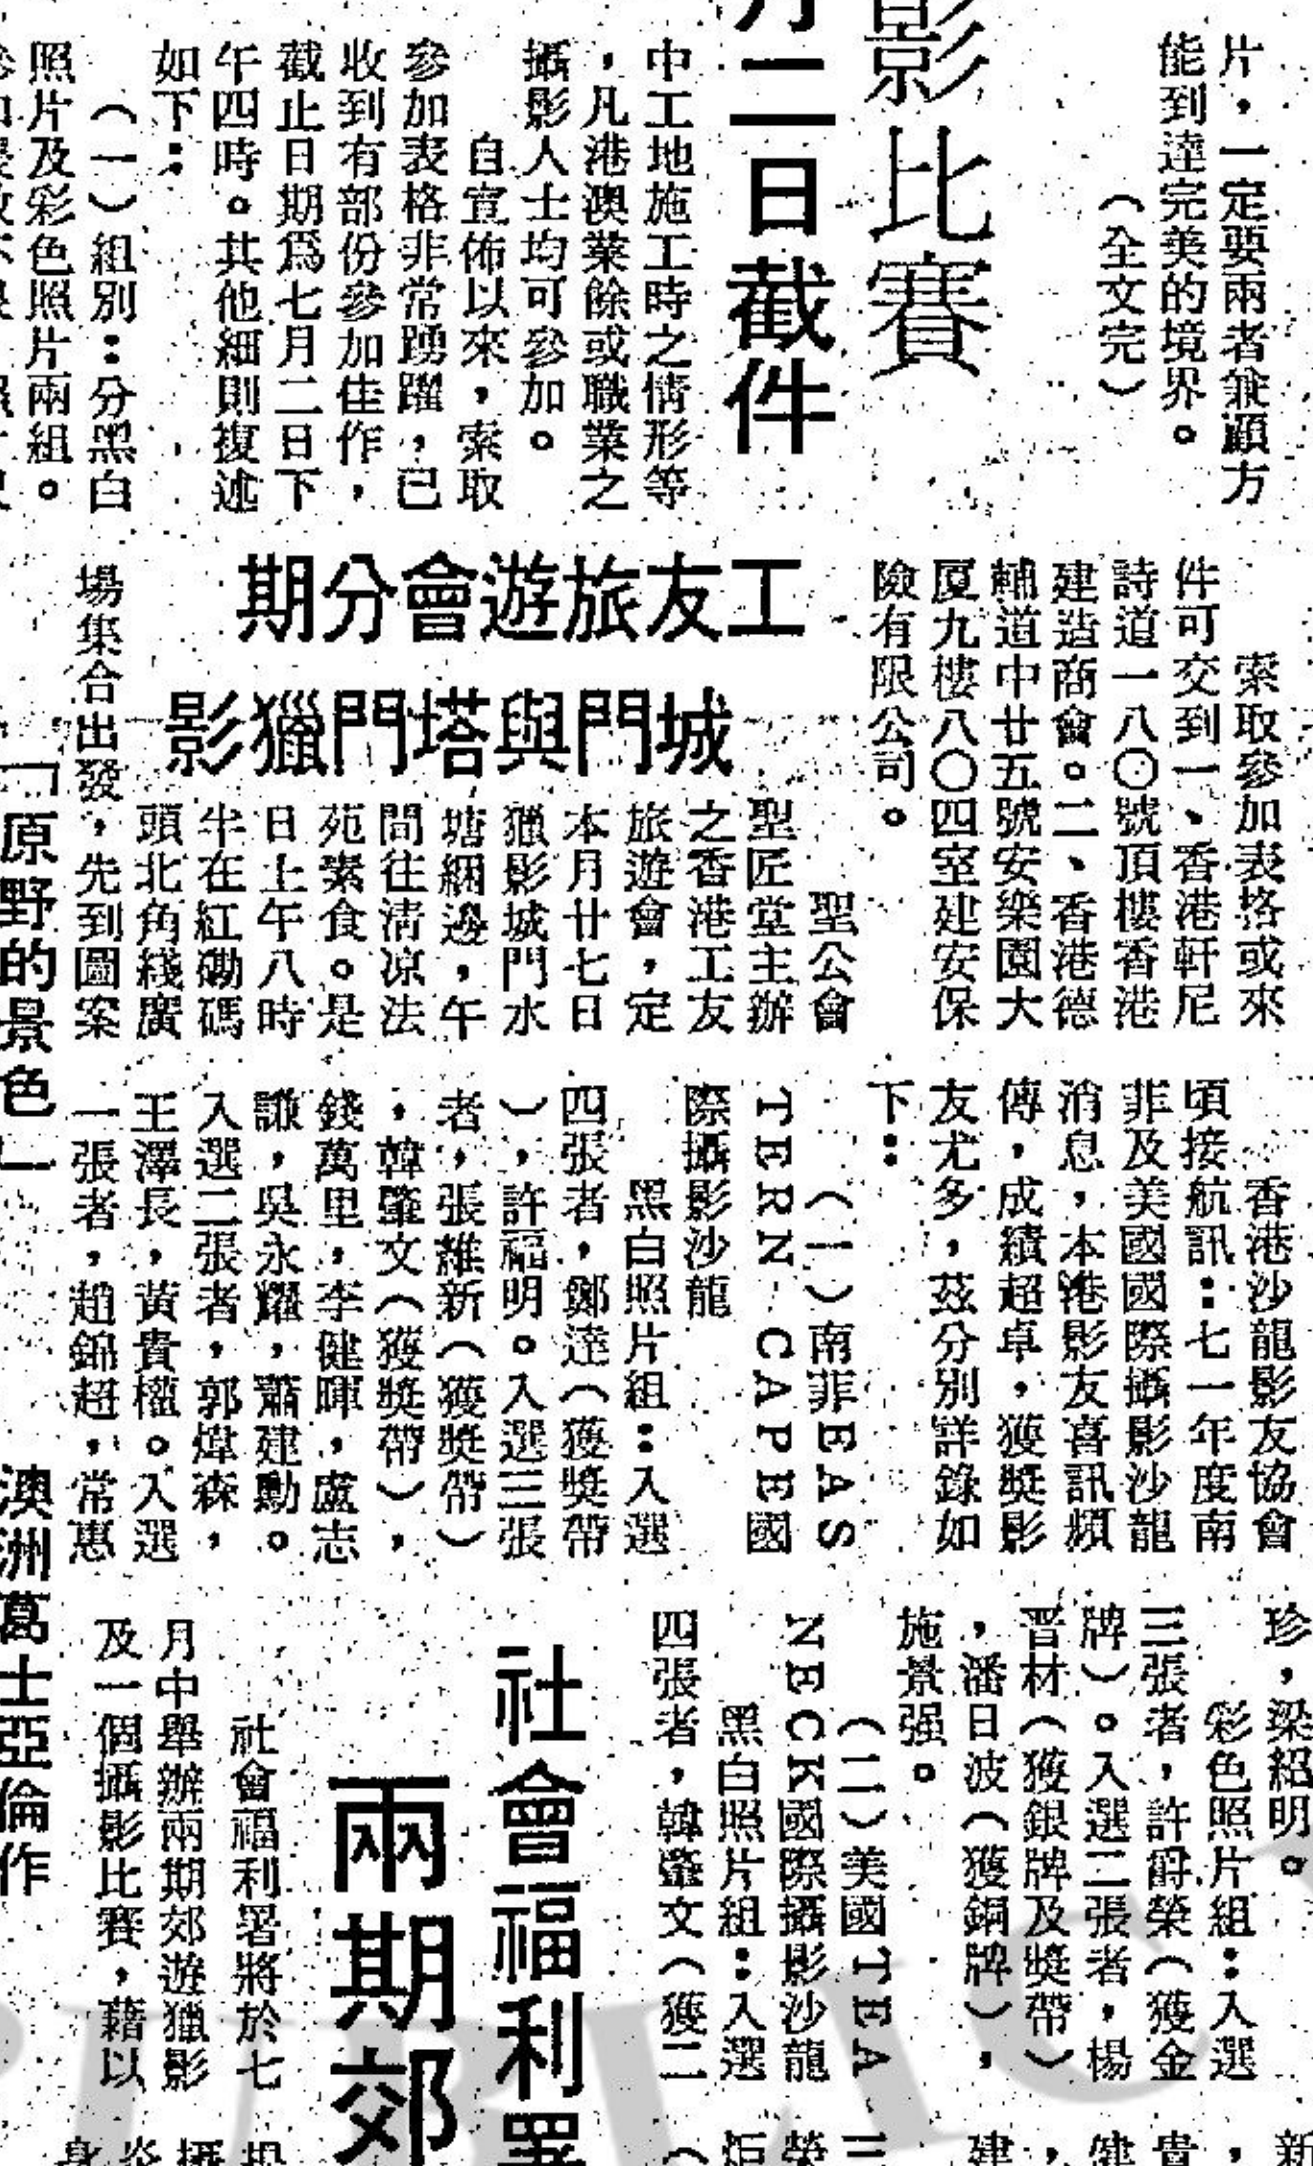 片，一定要兩者兼顧方
能到達完美的境界。
（全文完）
影比賽
月二日截件
中工地施工時之情形等
，凡港澳業餘或職業之
攝影人士均可參加。
自宣佈以來，索取
參加表格非常踴躍，已
收到有部份參加佳作，
截止日期爲七月二日下
午四時。其他細則複述
如下：
（一）組別：分黑白
照片及彩色照片兩組。
索取參加表格或來
件可交到一、香港軒尼
詩道一八〇號頂樓香港
建造商會。二、香港德
輔道中廿五號安樂園大
厦九樓八〇四室建安保
險有限公司。
期分會遊旅友工
影獵門塔與門城
聖公會
聖匠堂主辦
之香港工友
旅遊會，定
本月廿七日
獵影城門水
塘綑邊，午
間往清凉法
苑素食。是
日上午八時
半在紅磡碼
頭北角綫廣
場集合出發，先到圖案
「原野的景色」　澳洲葛士亞倫作
香港沙龍影友協會
頃接航訊：七一年度南
菲及美國國際攝影沙龍
消息，本港影友喜訊頻
傳，成績超卓，獲獎影
友尤多，茲分別詳錄如
下：
（一）南菲EAS
TERN CAPE國
際攝影沙龍
黑白照片組：入選
四張者，鄭達（獲獎帶
），許福明。入選三張
者，張維新（獲獎帶）
，韓肇文（獲獎帶），
錢萬里，李健暉，盧志
謙，吳永耀，蕭建勳。
入選二張者，郭煒森，
王澤長，黃貴權。入選
一張者，趙錦超，常惠
珍，梁紹明。
彩色照片組：入選
三張者，許爵榮（獲金
牌）。入選二張者，楊
晋材（獲銀牌及獎帶）
，潘日波（獲銅牌），
施景强。
（二）美國TEA
NECK國際攝影沙龍
黑白照片組：入選
四張者，韓肇文（獲二
社會福利署
兩期郊
社會福利署將於七
月中舉辦兩期郊遊獵影
及一個攝影比賽，藉以